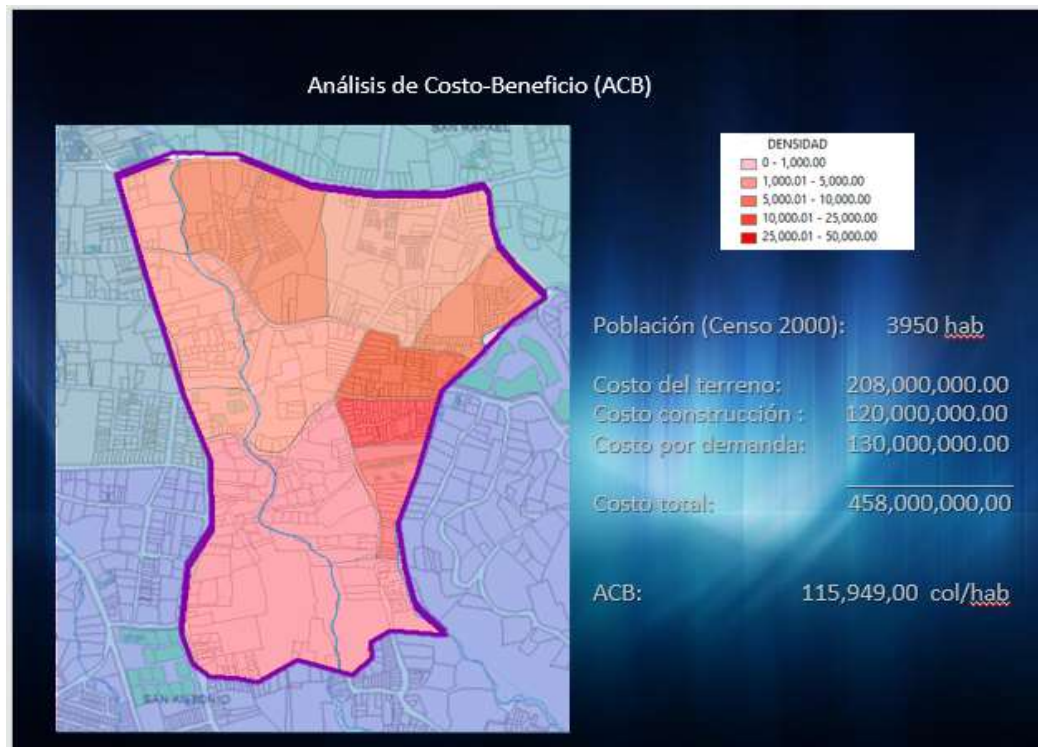 Análisis de Costo-Beneficio (ACB)
SAN RAFAEL
DENSIDAD
0 - 1,000.00
1,000.01 - 5,000.00
5,000.01 - 10,000.00
10,000.01 - 25,000.00
25,000.01 - 50,000.00
Población (Censo 2000): 3950 hab
Costo del terreno: 208,000,000.00
Costo construcción : 120,000,000.00
Costo por demanda: 130,000,000.00
Costo total: 458,000,000,00
ACB: 115,949,00 col/hab
SAN ANTONIO